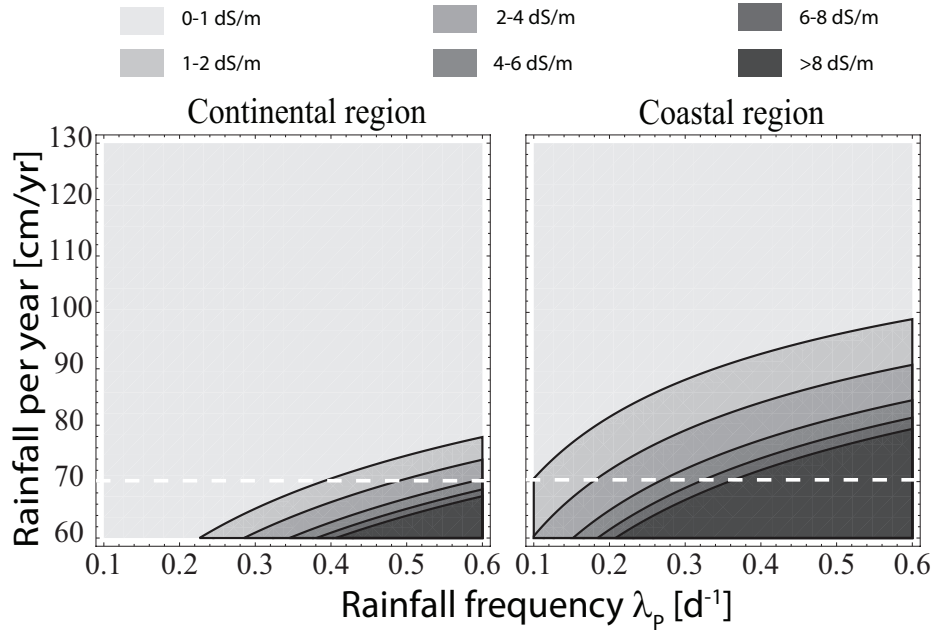 0-1 dS/m 2-4 dS/m 6-8 dS/m
1-2 dS/m 4-6 dS/m >8 dS/m
Continental region Coastal region
Rainfall per year [cm/yr]
130
120
110
100
90
80
70
60
0.1 0.2 0.3 0.4 0.5 0.6 0.1 0.2 0.3 0.4 0.5 0.6
Rainfall frequency λP [d-1]